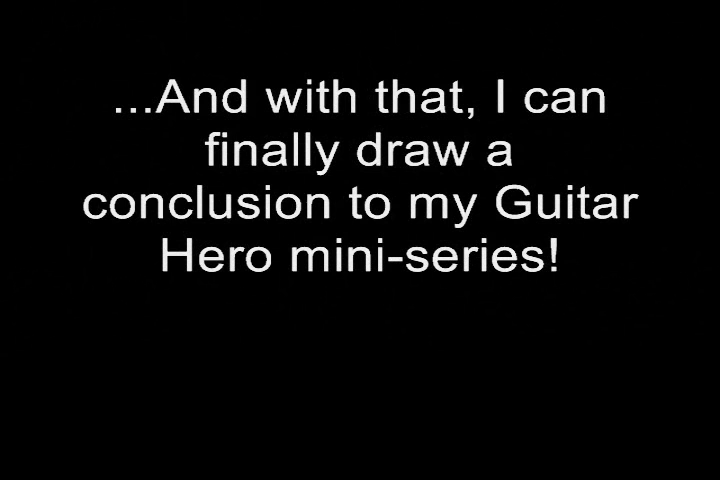 ...And with that, I can
finally draw a
conclusion to my Guitar
Hero mini-series!